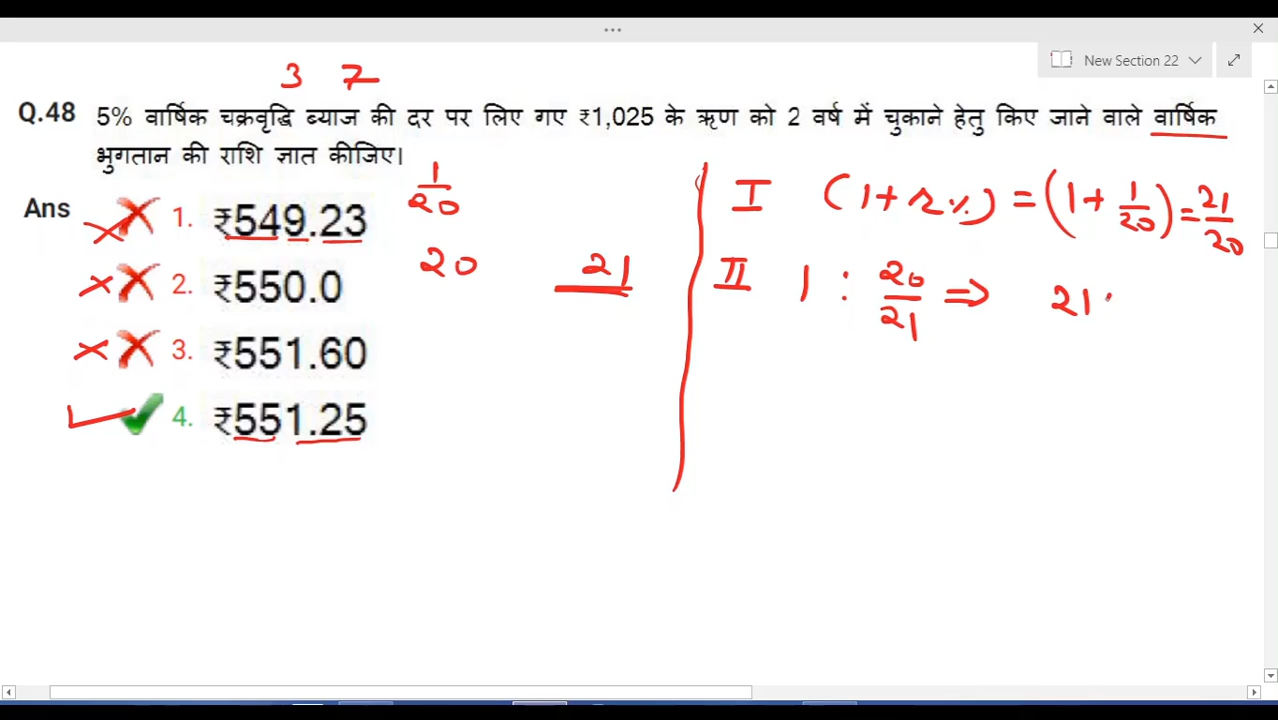 New Section 22
3 7
Q.48 5% वार्षिक चक्रवृद्धि ब्याज की दर पर लिए गए ₹1,025 के ऋण को 2 वर्ष में चुकाने हेतु किए जाने वाले वार्षिक
भुगतान की राशि ज्ञात कीजिए।
1/20
Ans 1. ₹549.23
20 21
2. ₹550.0
3. ₹551.60
4. ₹551.25
I (1+r%) = (1+1/20) = 21/20
II 1 : 20/21 ⇒ 21